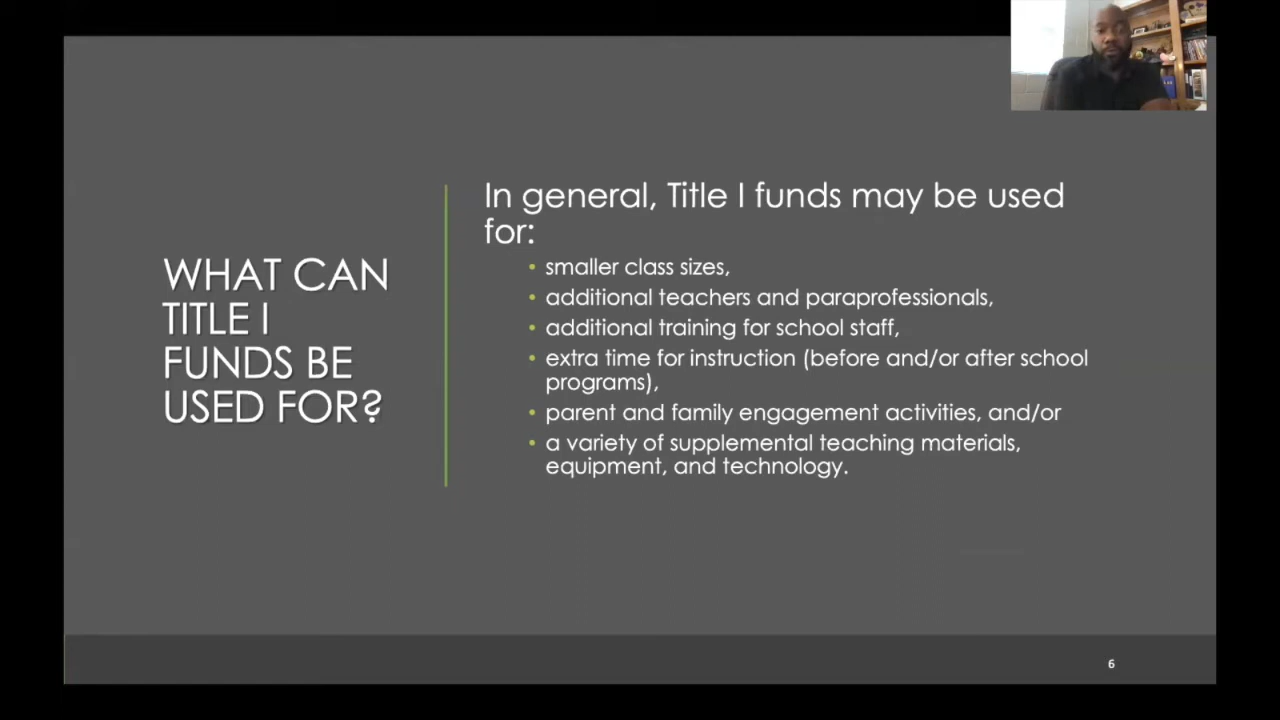 WHAT CAN
TITLE I
FUNDS BE
USED FOR?
In general, Title I funds may be used
for:
• smaller class sizes,
• additional teachers and paraprofessionals,
• additional training for school staff,
• extra time for instruction (before and/or after school
programs),
• parent and family engagement activities, and/or
• a variety of supplemental teaching materials,
equipment, and technology.
6